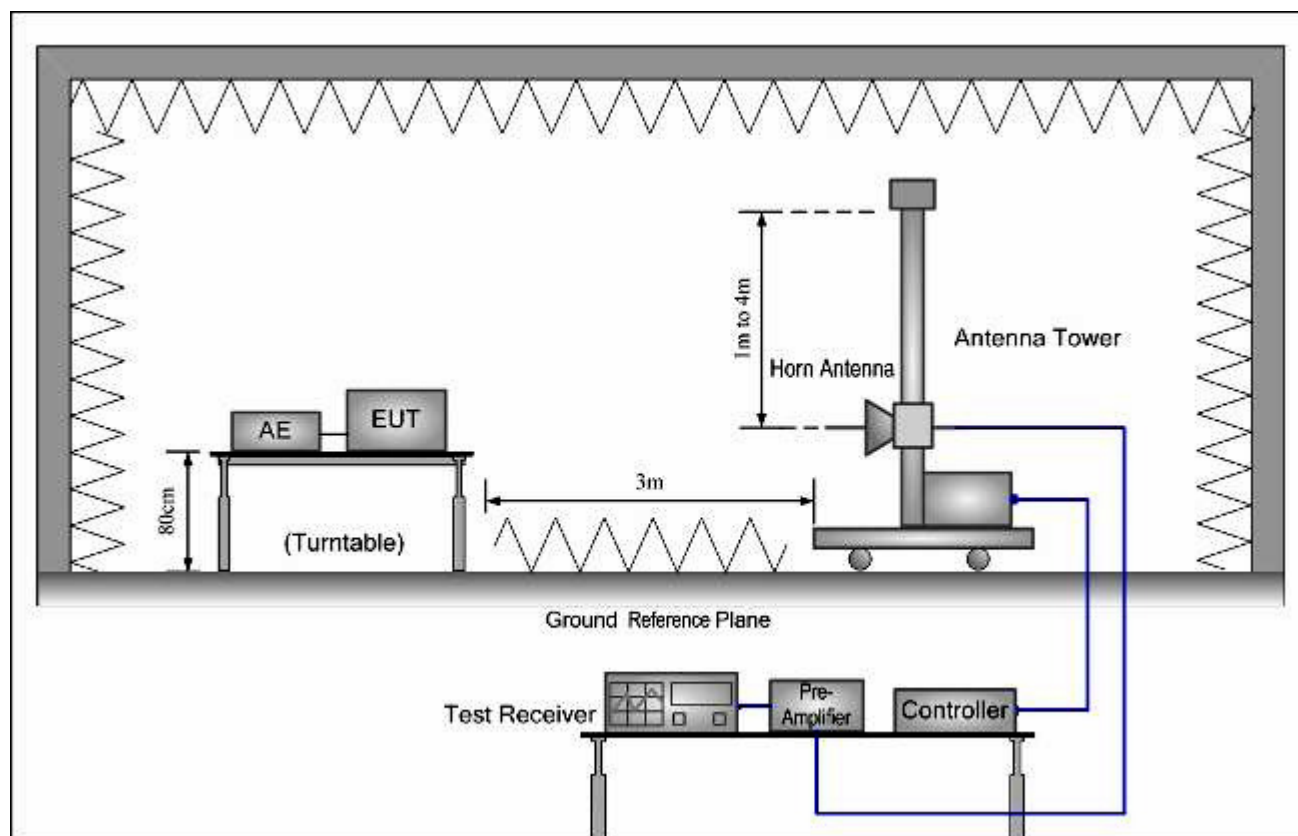 1m to 4m
Antenna Tower
Horn Antenna
AE
EUT
3m
80cm
(Turntable)
Ground Reference Plane
Test Receiver
Pre-
Amplifier
Controller